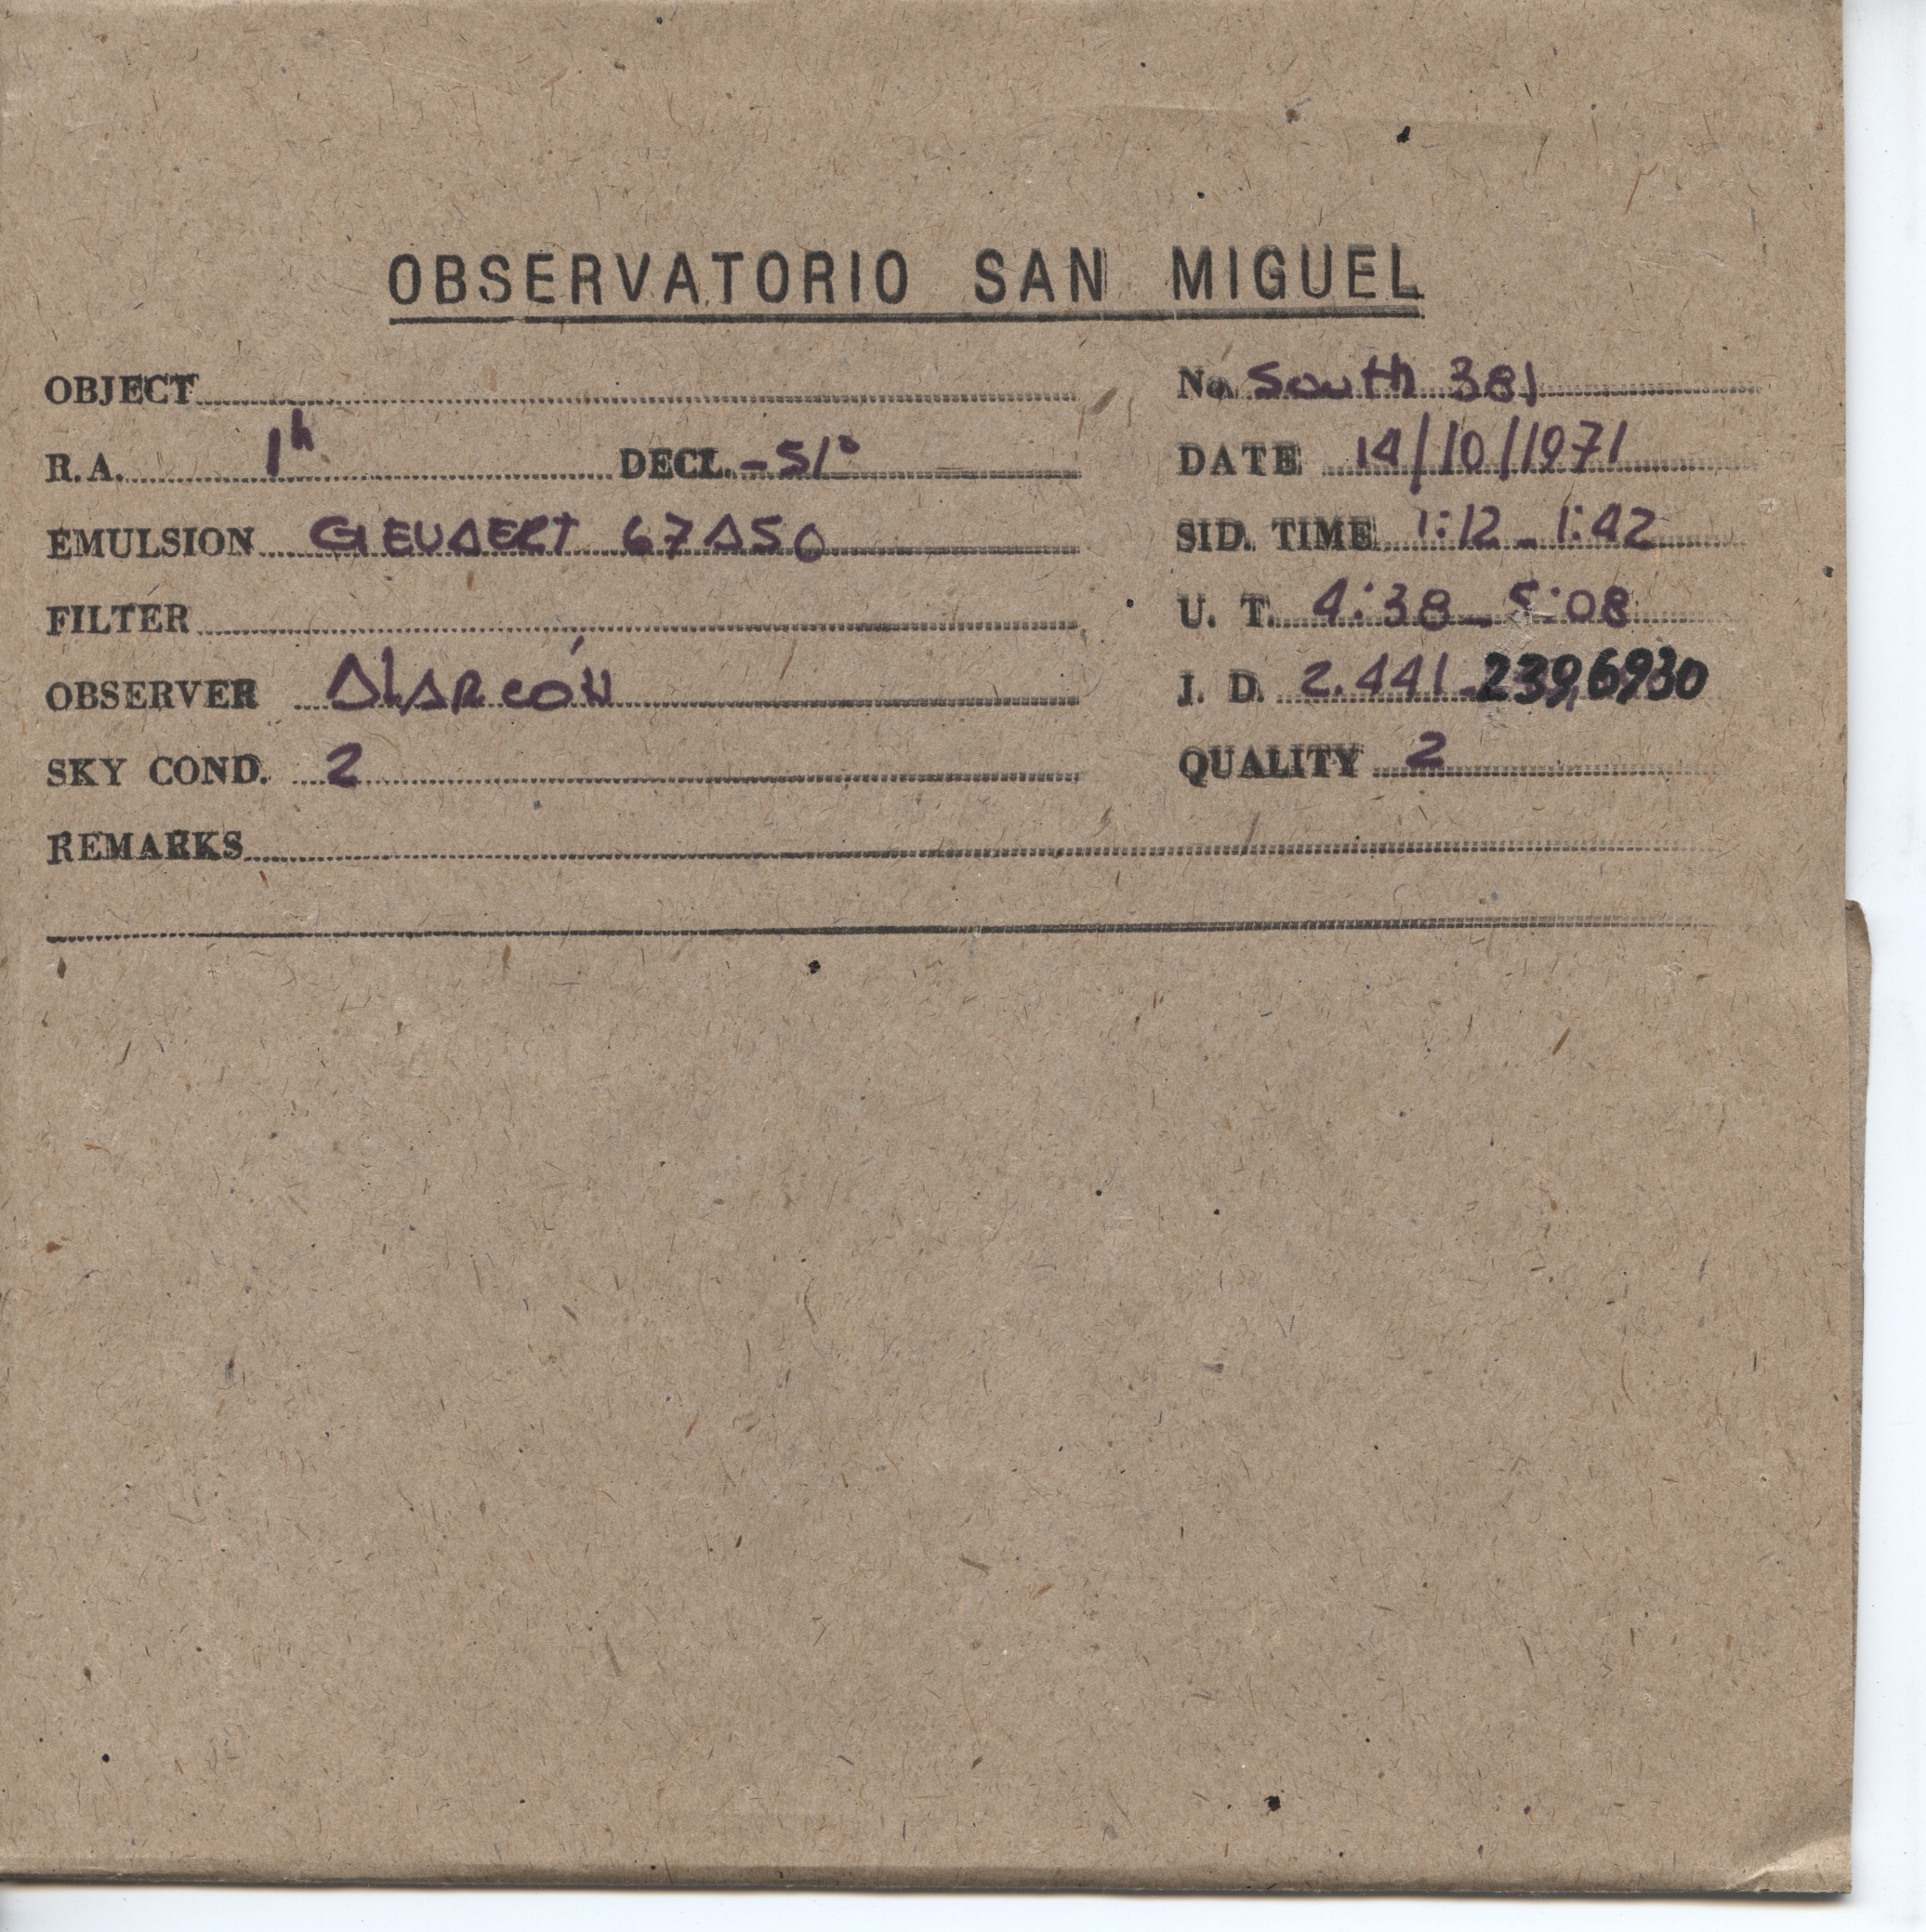 OBSERVATORIO SAN MIGUEL
OBJECT No. South 381
R.A. 1h DECL. -51° DATE 14/10/1971
EMULSION GEVAERT 67A50 SID. TIME 1:12 - 1:42
FILTER U. T. 4:38 - 5:08
OBSERVER ALARCÓN J. D. 2.441.239,6930
SKY COND. 2 QUALITY 2
REMARKS